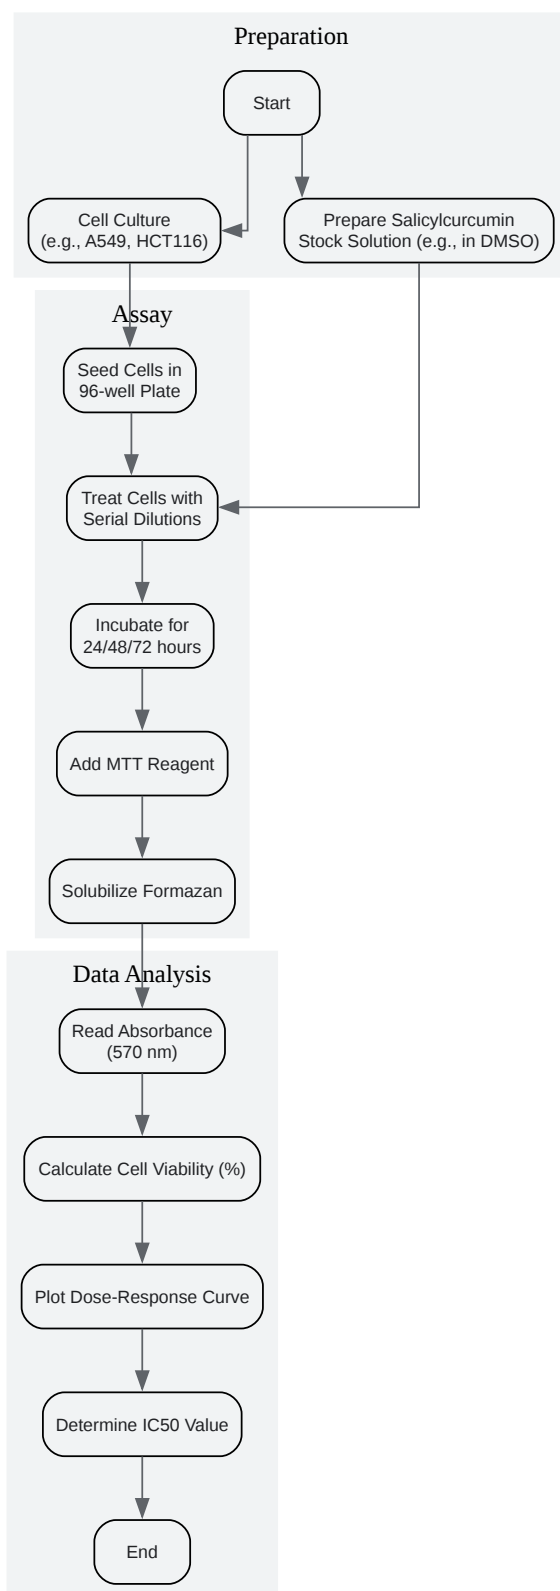 Preparation
Start
Cell Culture
(e.g., A549, HCT116)
Prepare Salicylcurcumin
Stock Solution (e.g., in DMSO)
Assay
Seed Cells in
96-well Plate
Treat Cells with
Serial Dilutions
Incubate for
24/48/72 hours
Add MTT Reagent
Solubilize Formazan
Data Analysis
Read Absorbance
(570 nm)
Calculate Cell Viability (%)
Plot Dose-Response Curve
Determine IC50 Value
End